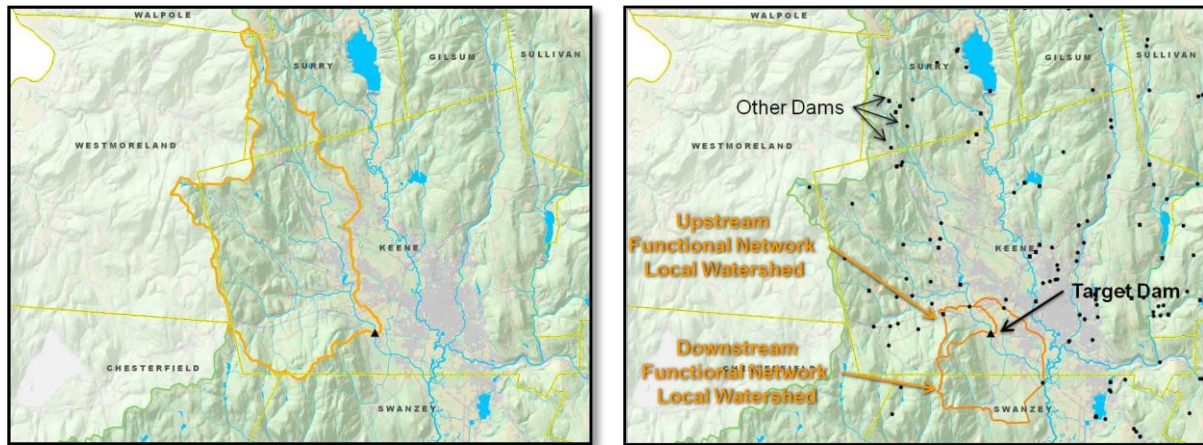 WALPOLE
SURRY
GILSUM
SULLIVAN
WESTMORELAND
KEENE
CHESTERFIELD
SWANZEY
WALPOLE
SURRY
GILSUM
SULLIVAN
Other Dams
WESTMORELAND
Upstream
Functional Network
Local Watershed
KEENE
Target Dam
Downstream
Functional Network
Local Watershed
SWANZEY